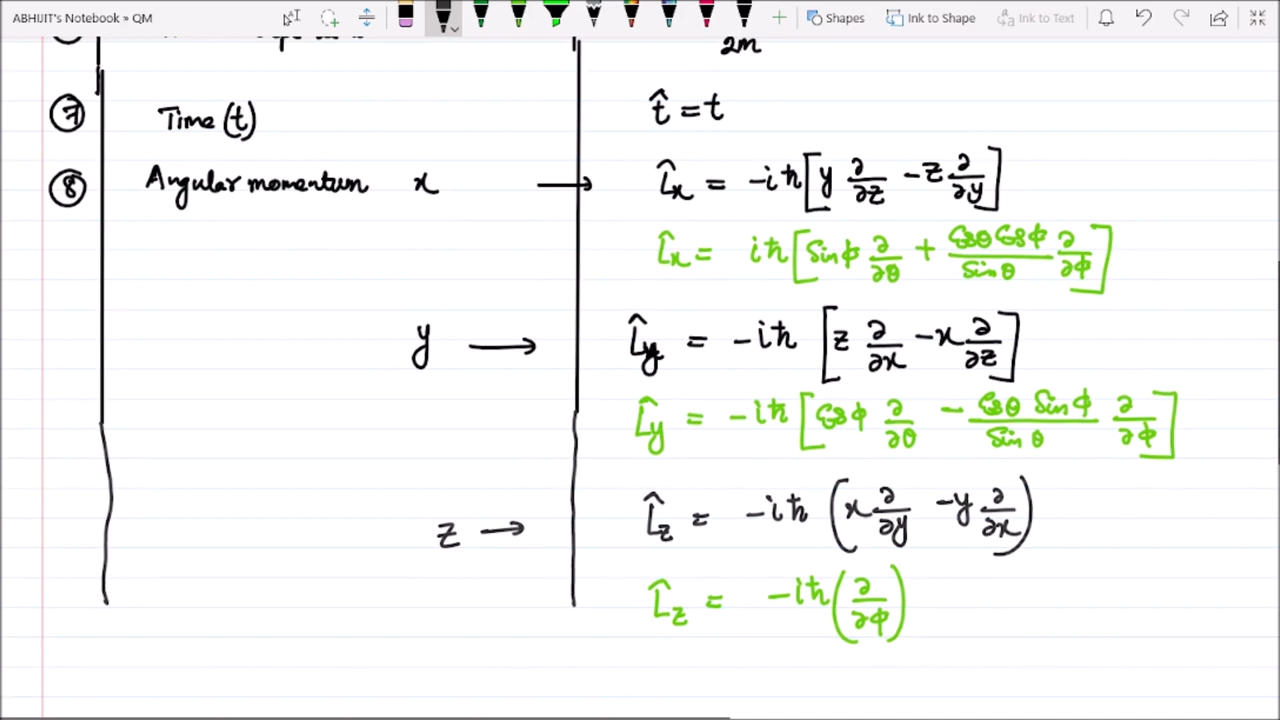 ABHIJIT's Notebook » QM
Shapes Ink to Shape Ink to Text
2m
⑦ Time (t) t̂ = t
⑧ Angular momentum x → L̂x = -iħ[y ∂/∂z - z ∂/∂y]
L̂x = iħ[Sinφ ∂/∂θ + Cosθ Cosφ/Sinθ ∂/∂φ]
y → L̂y = -iħ [z ∂/∂x - x ∂/∂z]
L̂y = -iħ [Cosφ ∂/∂θ - Cosθ Sinφ/Sinθ ∂/∂φ]
z → L̂z = -iħ (x ∂/∂y - y ∂/∂x)
L̂z = -iħ (∂/∂φ)